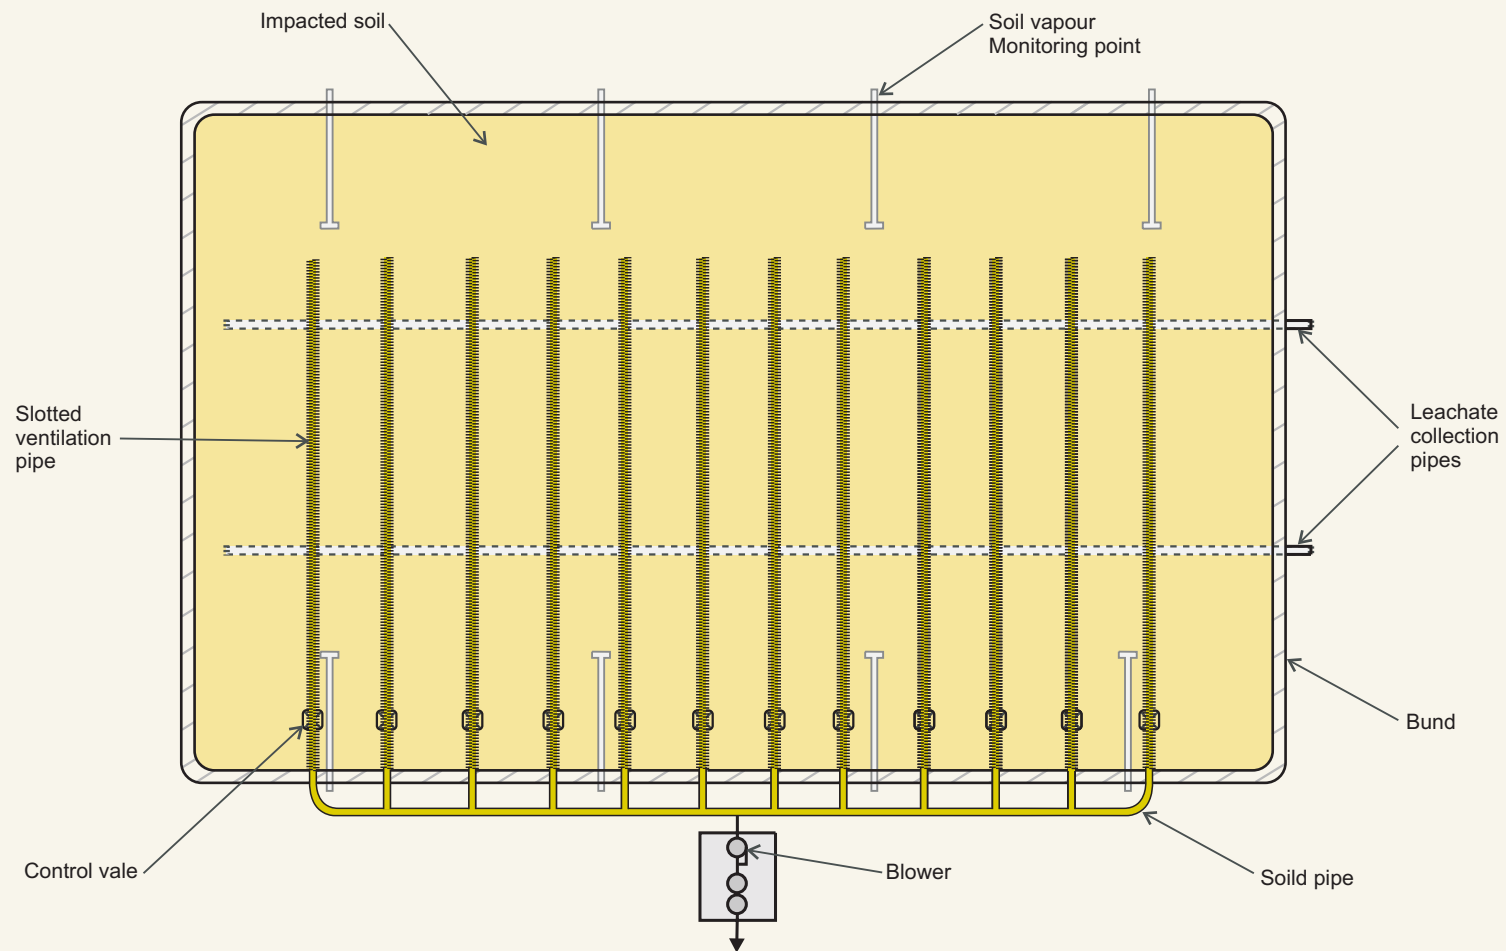 Impacted soil
Soil vapour
Monitoring point
Slotted
ventilation
pipe
Leachate
collection
pipes
Bund
Control vale
Blower
Soild pipe